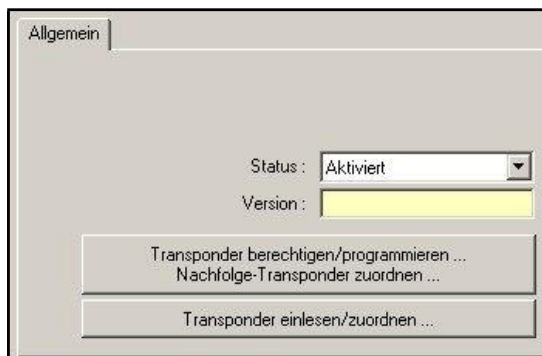 Allgemein
Status : Aktiviert
Version :
Transponder berechtigen/programmieren ...
Nachfolge-Transponder zuordnen ...
Transponder einlesen/zuordnen ...